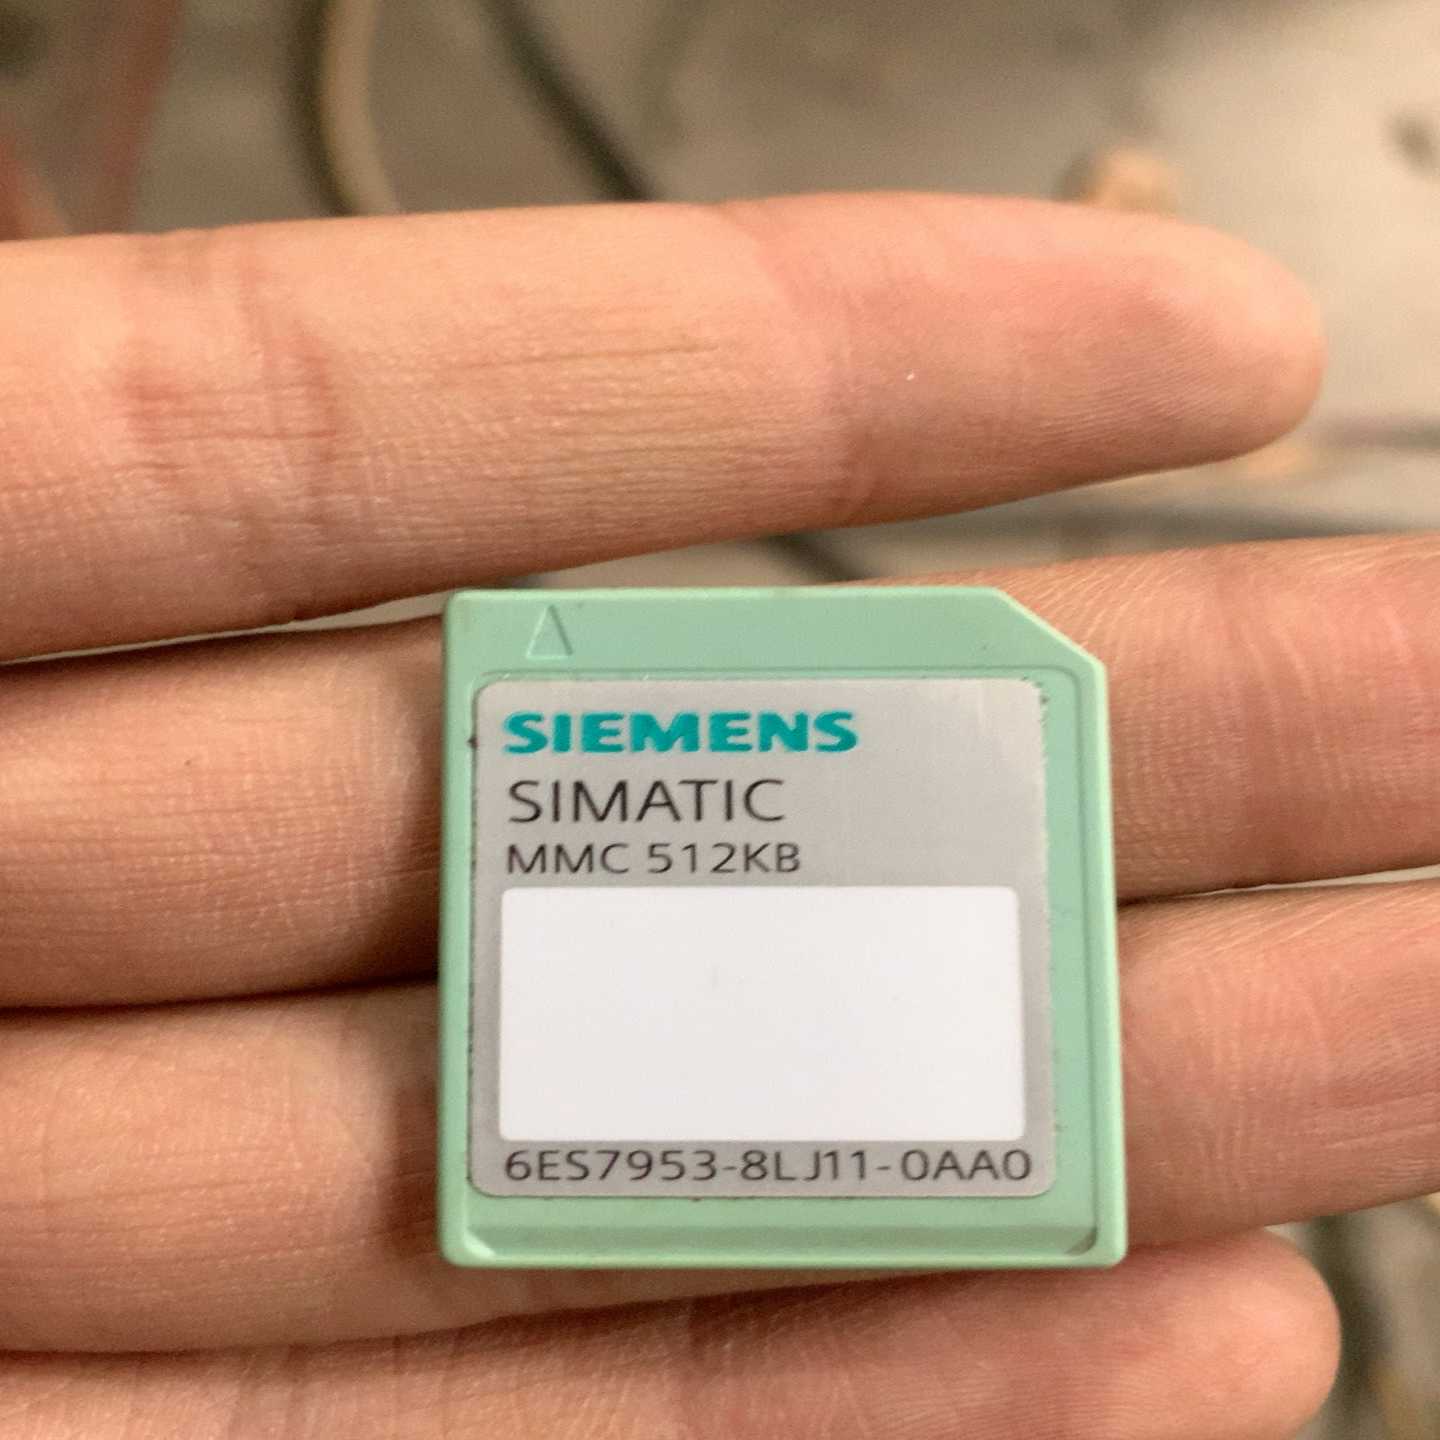 SIEMENS
SIMATIC
MMC 512KB
6ES7953-8LJ11-0AA0